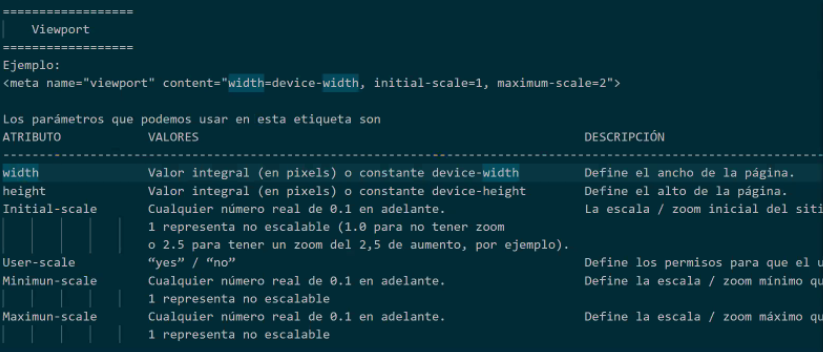 ==================
Viewport
==================
Ejemplo:
<meta name="viewport" content="width=device-width, initial-scale=1, maximum-scale=2">
Los parámetros que podemos usar en esta etiqueta son
ATRIBUTO VALORES DESCRIPCIÓN
width Valor integral (en pixels) o constante device-width Define el ancho de la página.
height Valor integral (en pixels) o constante device-height Define el alto de la página.
Initial-scale Cualquier número real de 0.1 en adelante. La escala / zoom inicial del siti
1 representa no escalable (1.0 para no tener zoom
o 2.5 para tener un zoom del 2,5 de aumento, por ejemplo).
User-scale “yes” / “no” Define los permisos para que el u
Minimun-scale Cualquier número real de 0.1 en adelante. Define la escala / zoom mínimo qu
1 representa no escalable
Maximun-scale Cualquier número real de 0.1 en adelante. Define la escala / zoom máximo qu
1 representa no escalable